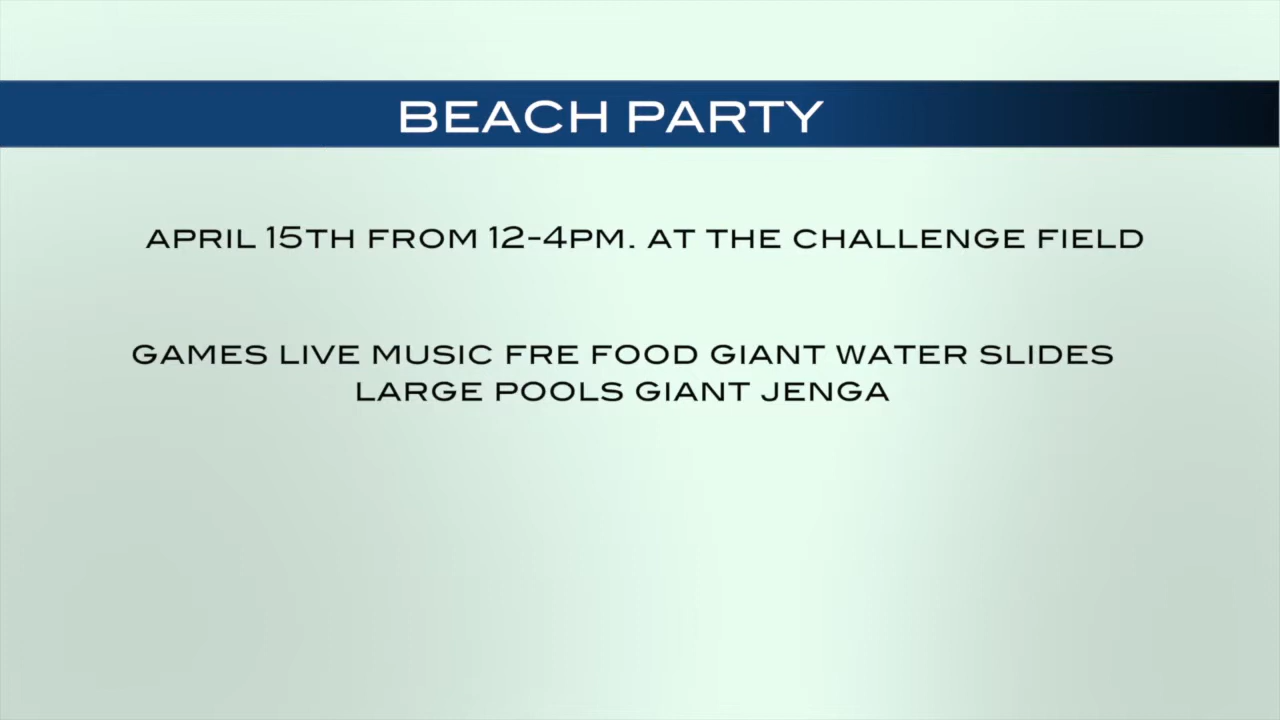 BEACH PARTY
APRIL 15TH FROM 12-4PM. AT THE CHALLENGE FIELD
GAMES LIVE MUSIC FRE FOOD GIANT WATER SLIDES
LARGE POOLS GIANT JENGA